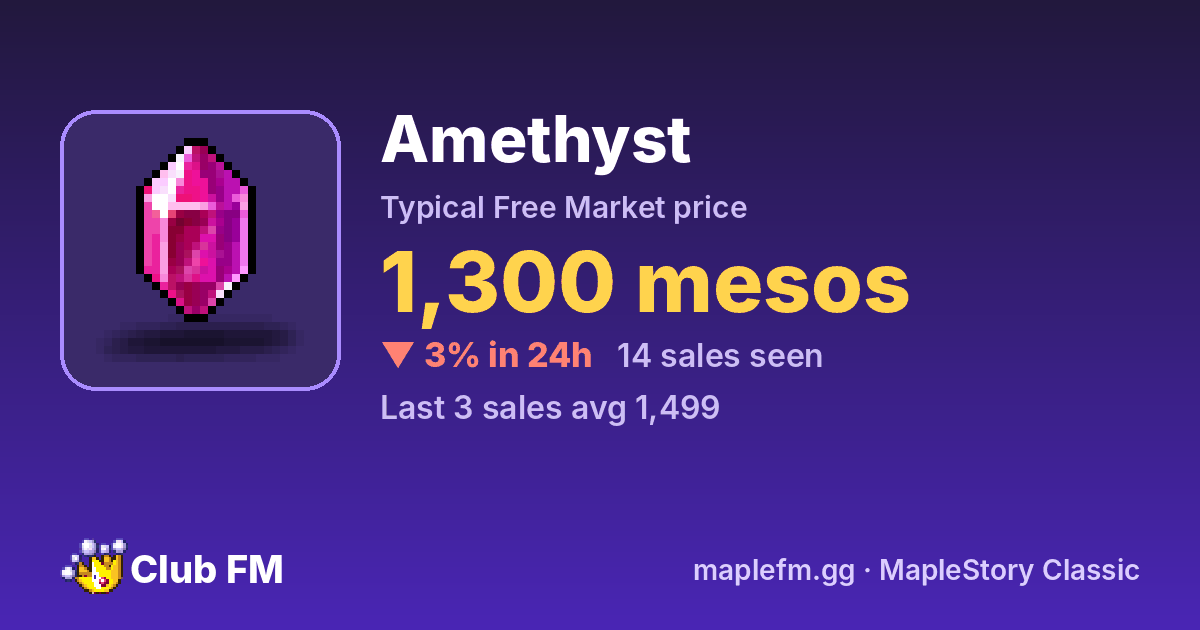 Amethyst
Typical Free Market price
1,300 mesos
▼ 3% in 24h 14 sales seen
Last 3 sales avg 1,499
Club FM
maplefm.gg · MapleStory Classic